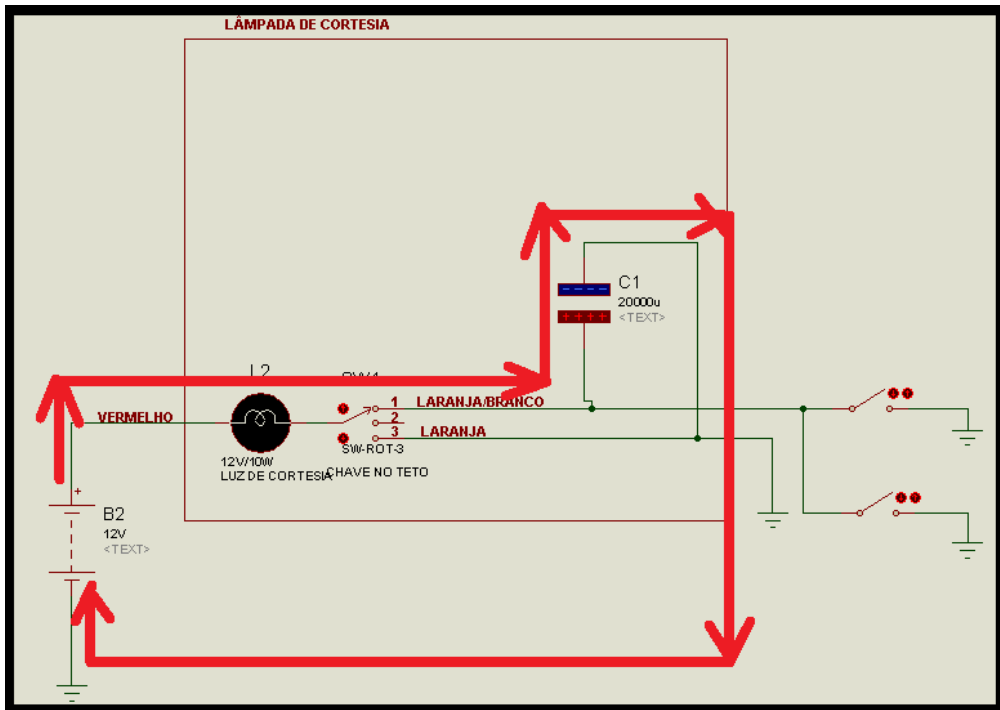 LÂMPADA DE CORTESIA
C1
20000u
<TEXT>
L2
1
LARANJA/BRANCO
VERMELHO
2
3
LARANJA
SW-ROT-3
12V/10W
LUZ DE CORTESIA
CHAVE NO TETO
+
B2
12V
<TEXT>